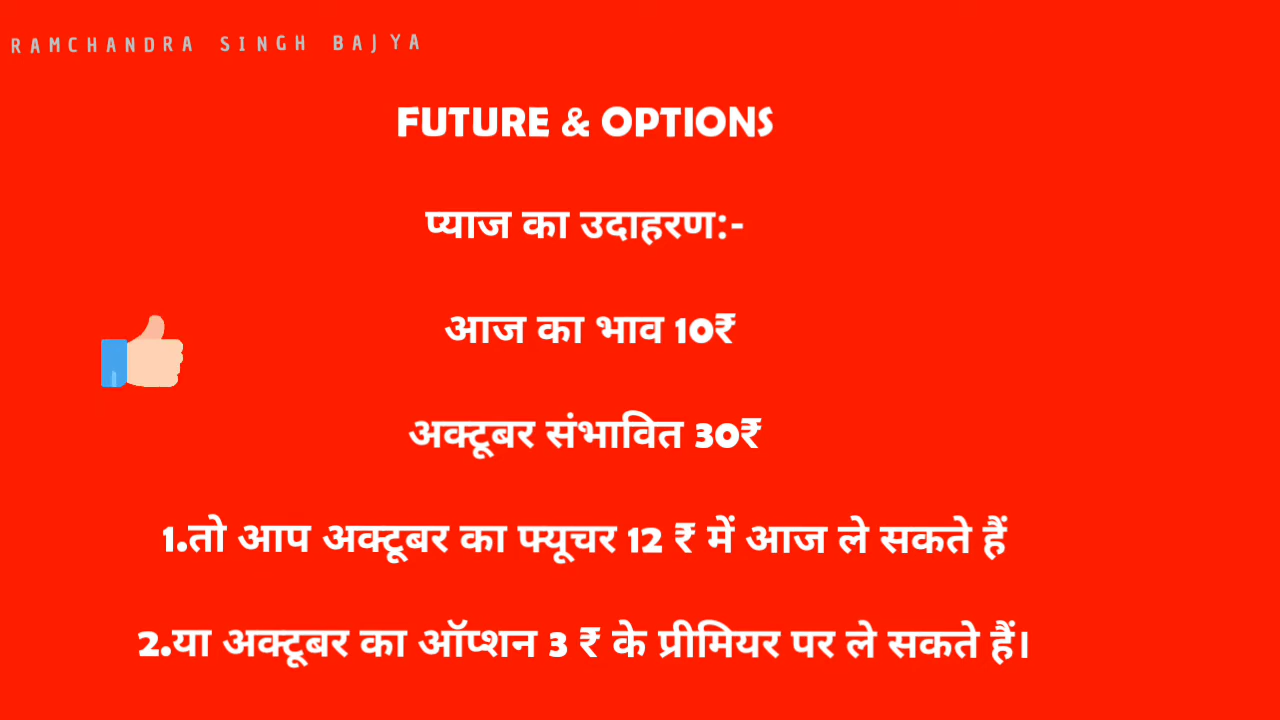 RAMCHANDRA SINGH BAJYA
FUTURE & OPTIONS
प्याज का उदाहरण:-
आज का भाव 10₹
अक्टूबर संभावित 30₹
1.तो आप अक्टूबर का फ्यूचर 12 ₹ में आज ले सकते हैं
2.या अक्टूबर का ऑप्शन 3 ₹ के प्रीमियर पर ले सकते हैं।